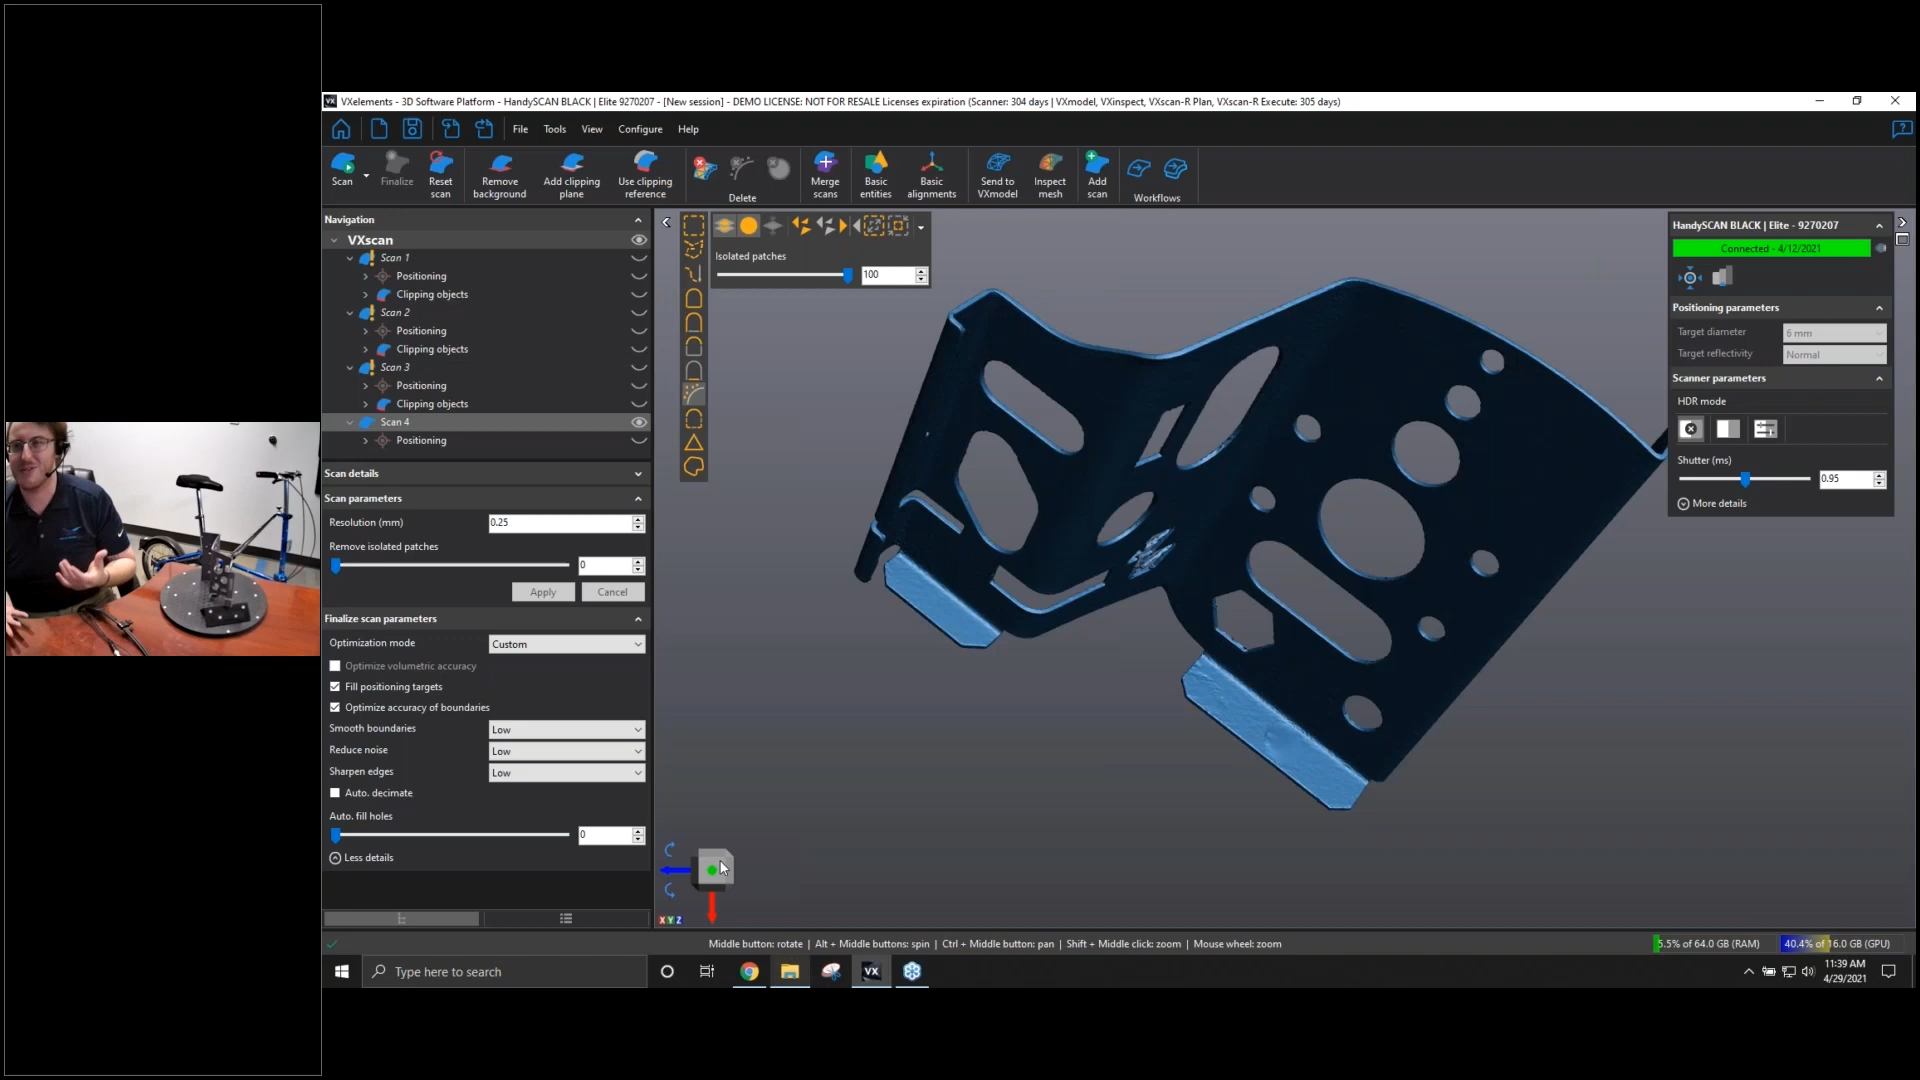 VXelements - 3D Software Platform - HandySCAN BLACK | Elite 9270207 - [New session] - DEMO LICENSE: NOT FOR RESALE Licenses expiration (Scanner: 304 days | VXmodel, VXinspect, VXscan-R Plan, VXscan-R Execute: 305 days)
File Tools View Configure Help
Scan
Finalize
Reset
scan
Remove
background
Add clipping
plane
Use clipping
reference
Delete
Merge
scans
Basic
entities
Basic
alignments
Send to
VXmodel
Inspect
mesh
Add
scan
Workflows
Navigation
VXscan
Scan 1
Positioning
Clipping objects
Scan 2
Positioning
Clipping objects
Scan 3
Positioning
Clipping objects
Scan 4
Positioning
Scan details
Scan parameters
Resolution (mm) 0.25
Remove isolated patches
0
Apply Cancel
Finalize scan parameters
Optimization mode Custom
Optimize volumetric accuracy
Fill positioning targets
Optimize accuracy of boundaries
Smooth boundaries Low
Reduce noise Low
Sharpen edges Low
Auto. decimate
Auto. fill holes
0
Less details
Isolated patches
100
HandySCAN BLACK | Elite - 9270207
Connected - 4/12/2021
Positioning parameters
Target diameter 6 mm
Target reflectivity Normal
Scanner parameters
HDR mode
Shutter (ms)
0.95
More details
X Y Z
Middle button: rotate | Alt + Middle buttons: spin | Ctrl + Middle button: pan | Shift + Middle click: zoom | Mouse wheel: zoom
5.5% of 64.0 GB (RAM) 40.4% of 16.0 GB (GPU)
Type here to search
VX
11:39 AM
4/29/2021